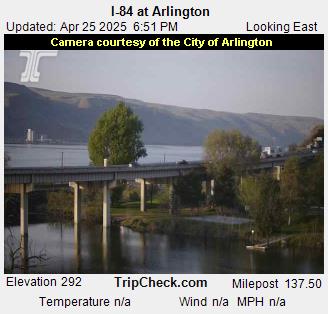 I-84 at Arlington
Updated: Apr 25 2025 6:51 PM Looking East
Camera courtesy of the City of Arlington
Elevation 292 TripCheck.com Milepost 137.50
Temperature n/a Wind n/a MPH n/a